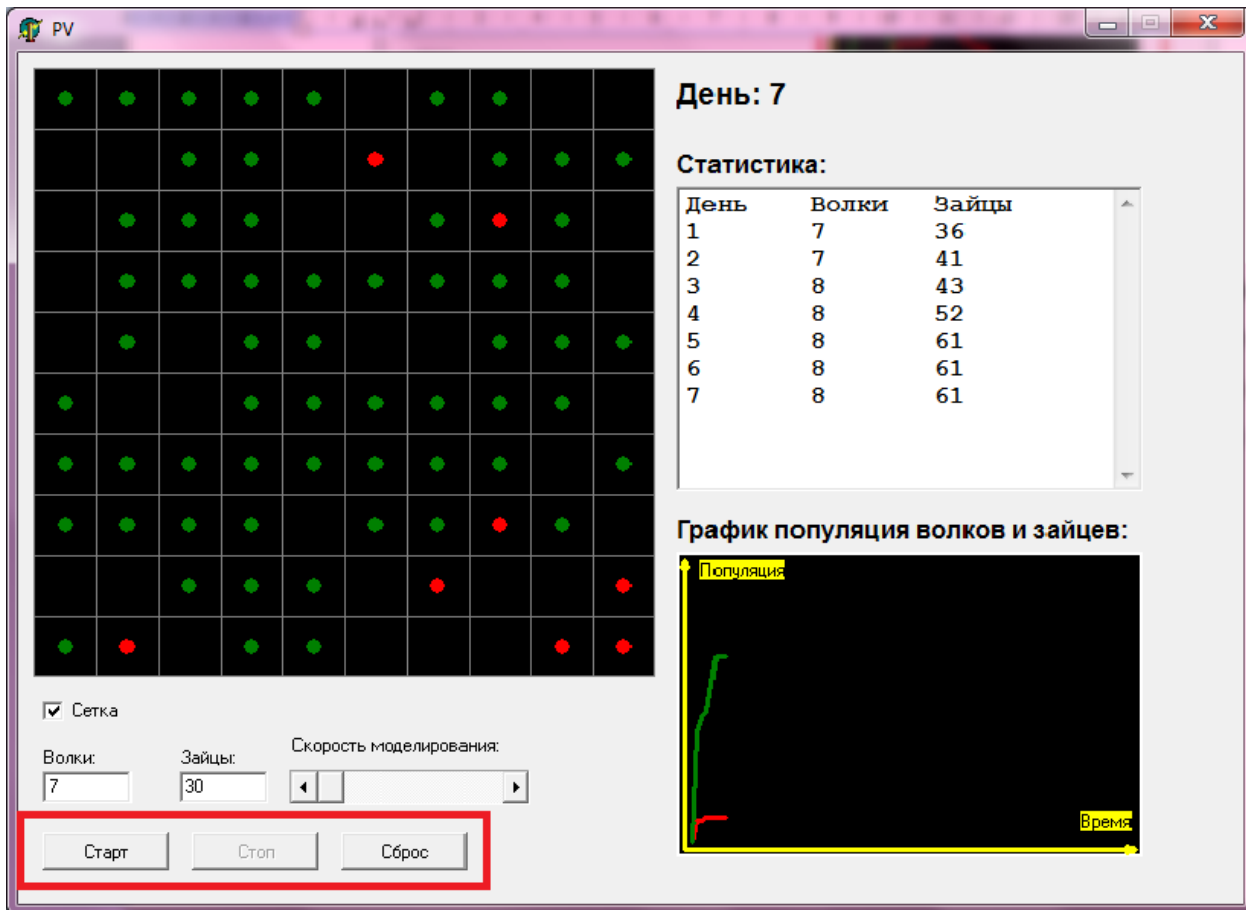 PV
День: 7
Статистика:
День Волки Зайцы
1 7 36
2 7 41
3 8 43
4 8 52
5 8 61
6 8 61
7 8 61
График популяция волков и зайцев:
Популяция
Время
Сетка
Волки: Зайцы: Скорость моделирования:
7 30
Старт Стоп Сброс